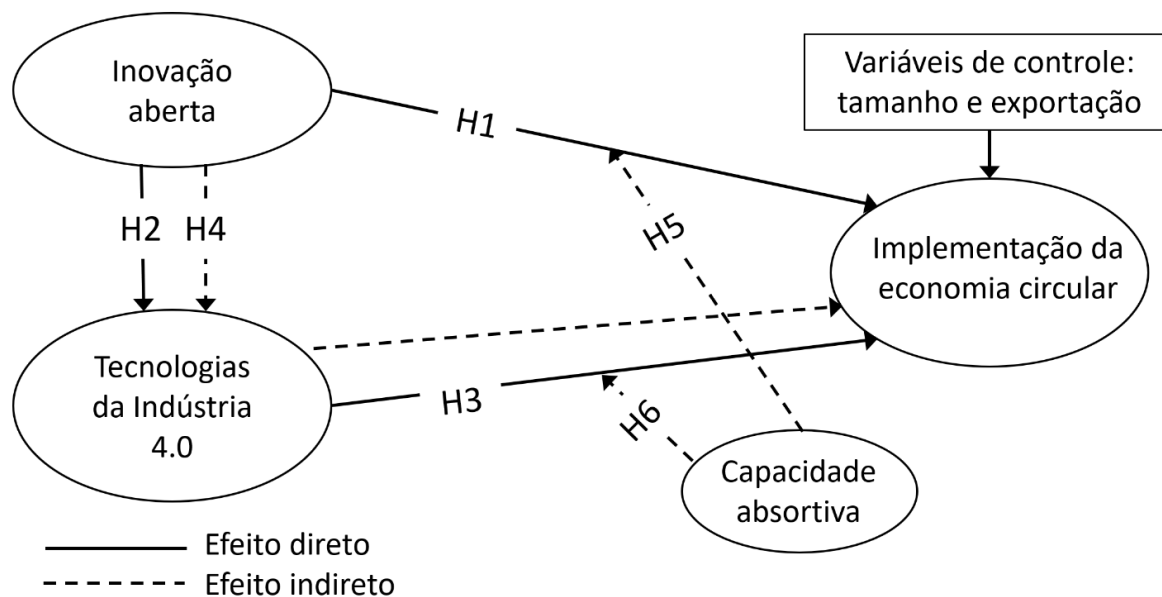 Inovação
aberta
Variáveis de controle:
tamanho e exportação
H1
H2
H4
H5
Implementação da
economia circular
Tecnologias
da Indústria
4.0
H3
H6
Capacidade
absortiva
Efeito direto
Efeito indireto